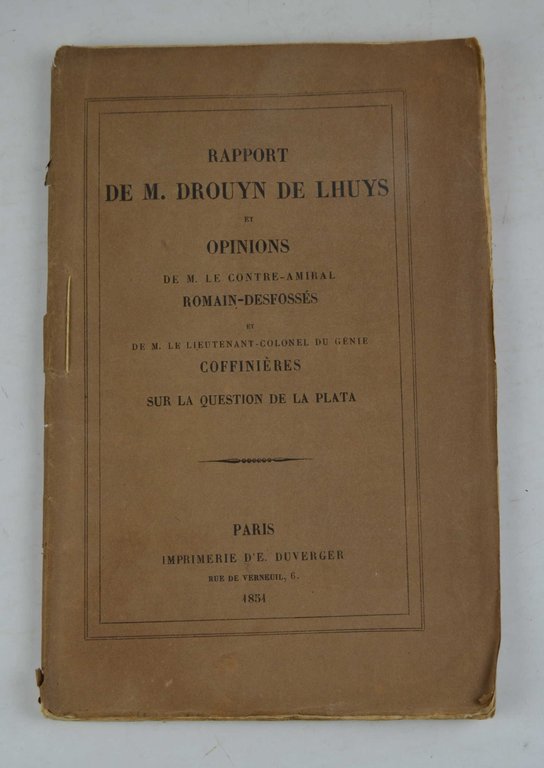 RAPPORT
DE M. DROUYN DE LHUYS
ET
OPINIONS
DE M. LE CONTRE-AMIRAL
ROMAIN-DESFOSSÉS
ET
DE M. LE LIEUTENANT-COLONEL DU GÉNIE
COFFINIÈRES
SUR LA QUESTION DE LA PLATA
PARIS
IMPRIMERIE D'E. DUVERGER
RUE DE VERNEUIL, 6.
1851